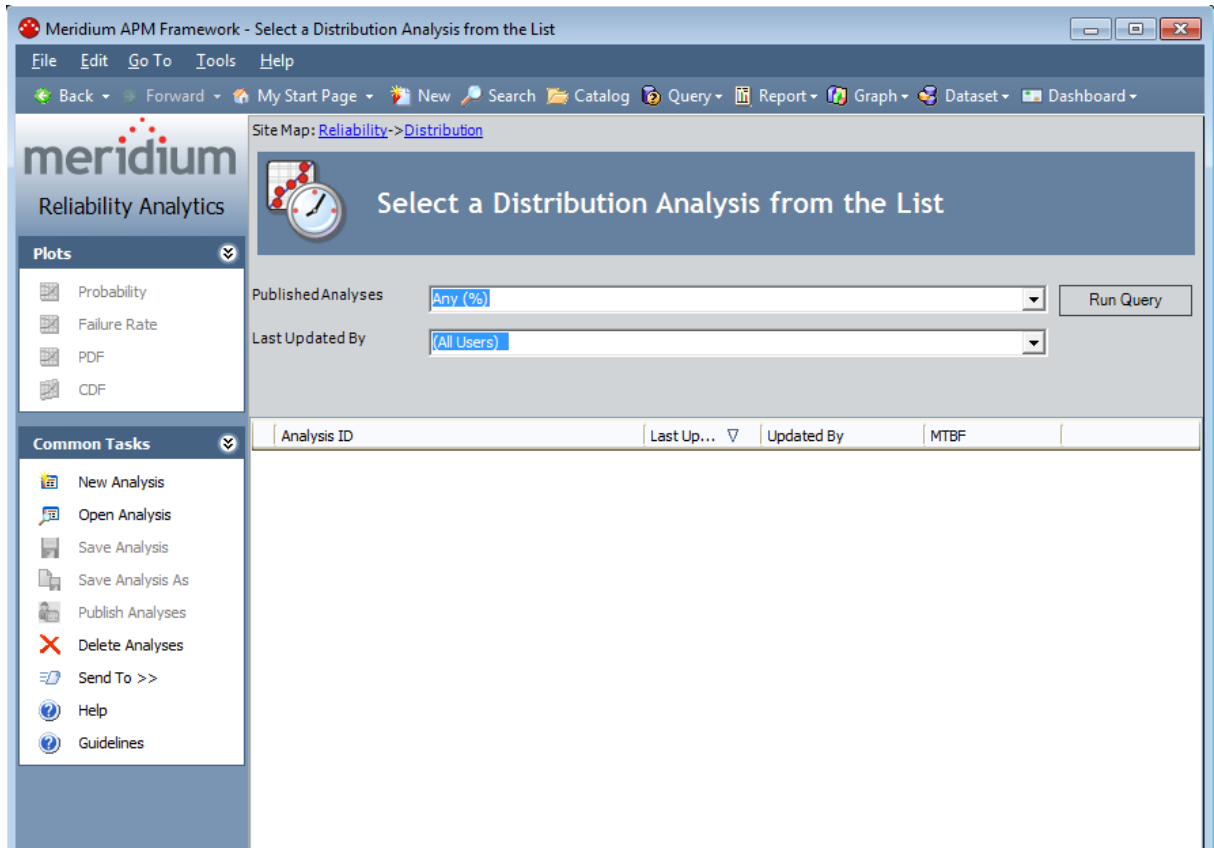 Meridium APM Framework - Select a Distribution Analysis from the List
File Edit Go To Tools Help
Back Forward My Start Page New Search Catalog Query Report Graph Dataset Dashboard
meridium
Reliability Analytics
Plots
Probability
Failure Rate
PDF
CDF
Common Tasks
New Analysis
Open Analysis
Save Analysis
Save Analysis As
Publish Analyses
Delete Analyses
Send To >>
Help
Guidelines
Site Map: Reliability->Distribution
Select a Distribution Analysis from the List
Published Analyses Any (%) Run Query
Last Updated By (All Users)
Analysis ID Last Up... Updated By MTBF